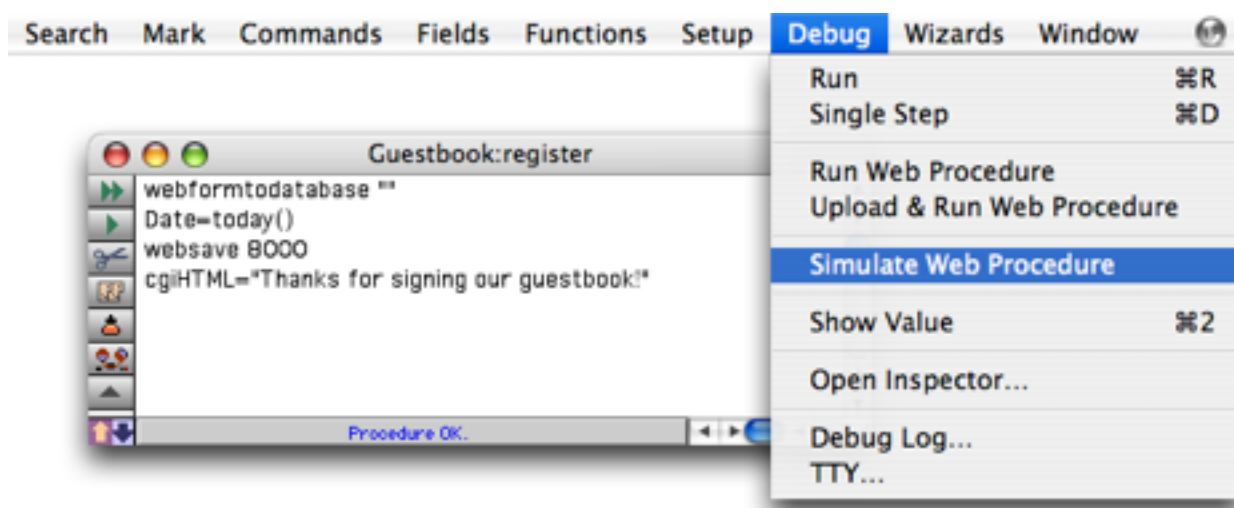 Search Mark Commands Fields Functions Setup Debug Wizards Window
Run ⌘R
Single Step ⌘D
Run Web Procedure
Upload & Run Web Procedure
Simulate Web Procedure
Show Value ⌘2
Open Inspector...
Debug Log...
TTY...
Guestbook:register
webformtodatabase ""
Date=today()
websave 8000
cgiHTML="Thanks for signing our guestbook!"
Procedure OK.